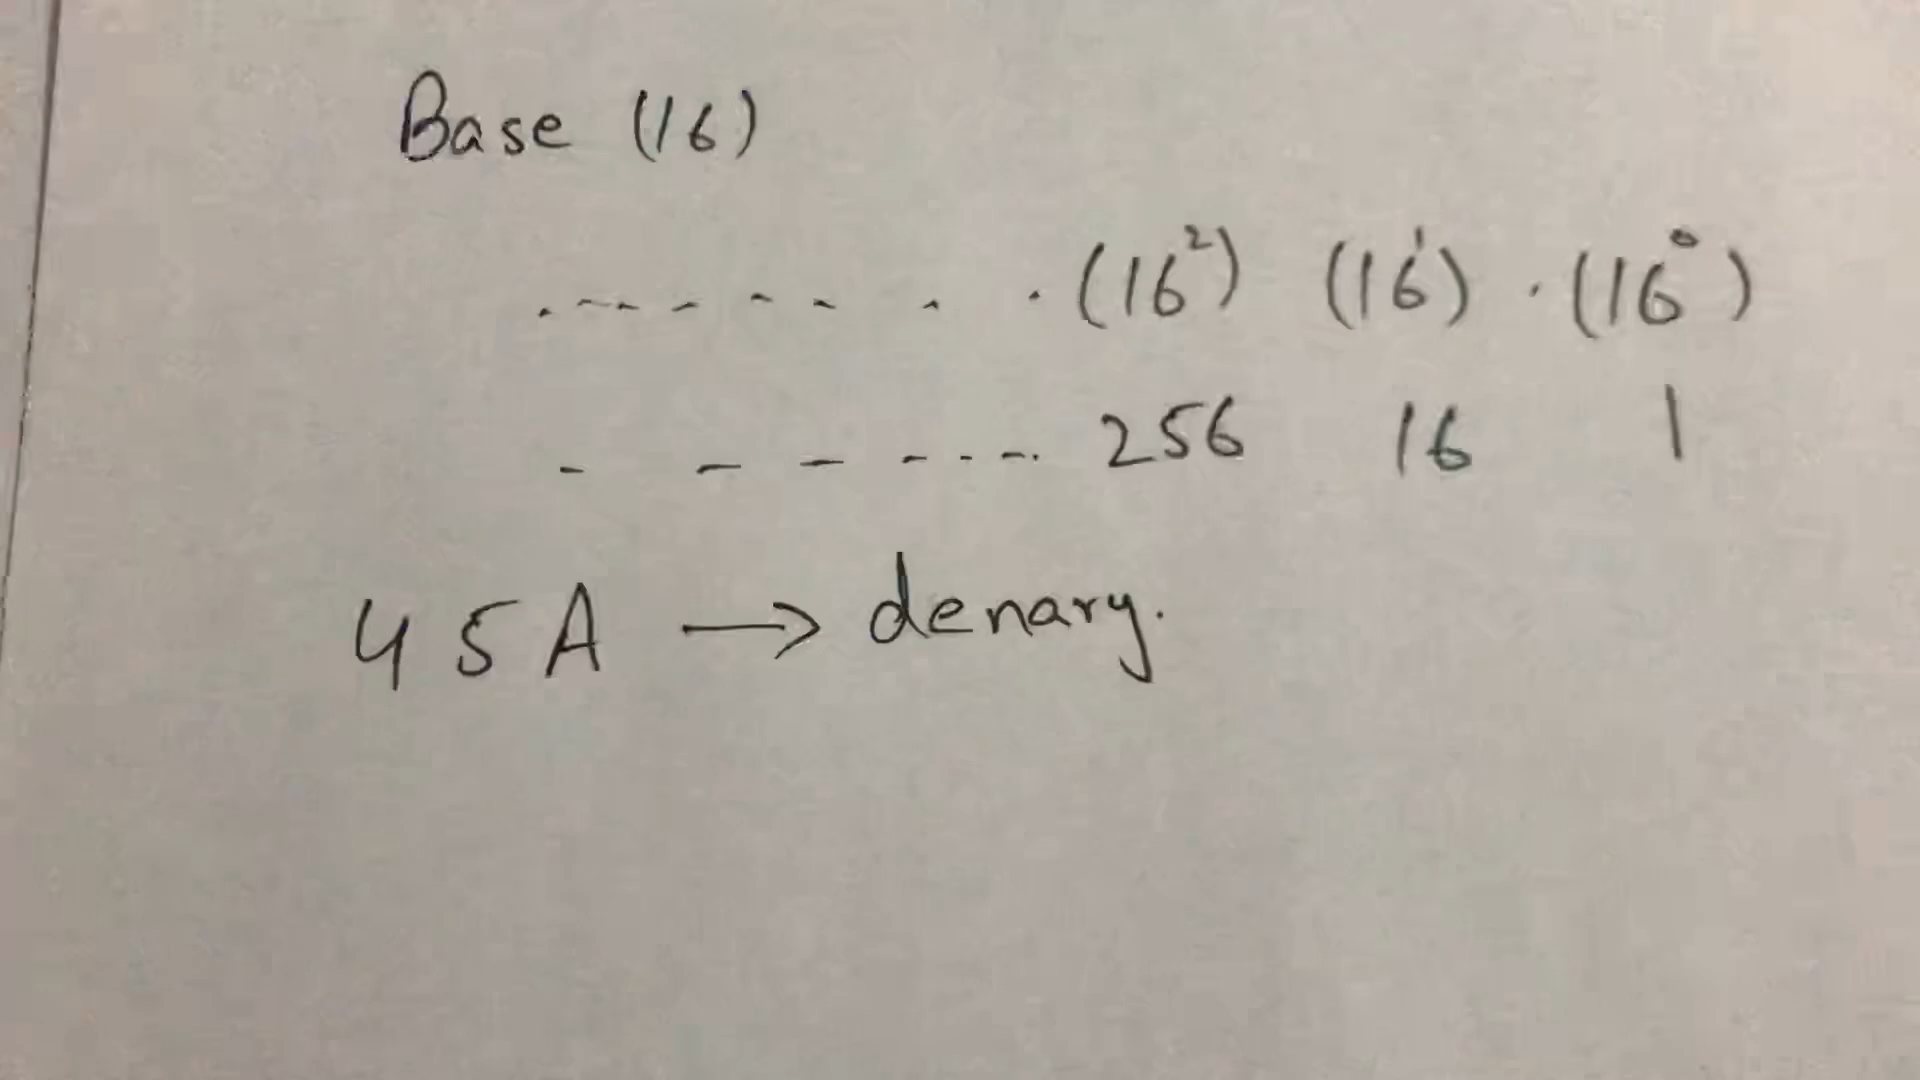 Base (16)
. - - - - - . . (16²) (16¹) . (16⁰)
- - - - - - . 256 16 1
45A → denary.